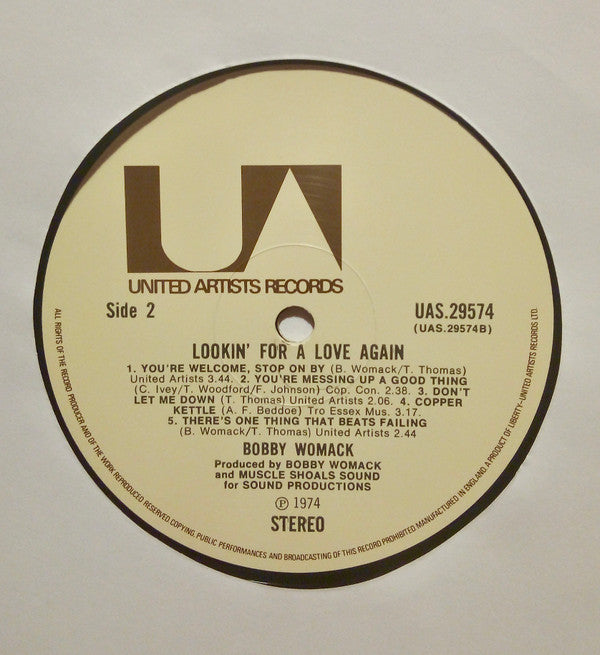 UA
UNITED ARTISTS RECORDS
Side 2
UAS.29574
(UAS.29574B)
LOOKIN' FOR A LOVE AGAIN
1. YOU'RE WELCOME, STOP ON BY (B. Womack/T. Thomas)
United Artists 3.44. 2. YOU'RE MESSING UP A GOOD THING
(C. Ivey/T. Woodford/F. Johnson) Cop. Con. 2.38. 3. DON'T
LET ME DOWN (T. Thomas) United Artists 2.06. 4. COPPER
KETTLE (A. F. Beddoe) Tro Essex Mus. 3.17.
5. THERE'S ONE THING THAT BEATS FAILING
(B. Womack/T. Thomas) United Artists 2.44
BOBBY WOMACK
Produced by BOBBY WOMACK
and MUSCLE SHOALS SOUND
for SOUND PRODUCTIONS
℗ 1974
STEREO
ALL RIGHTS OF THE RECORD PRODUCER AND OF THE WORK REPRODUCED RESERVED COPYING, PUBLIC PERFORMANCES AND BROADCASTING OF THIS RECORD PROHIBITED. MANUFACTURED IN ENGLAND, A PRODUCT OF LIBERTY-UNITED ARTISTS RECORDS LTD.